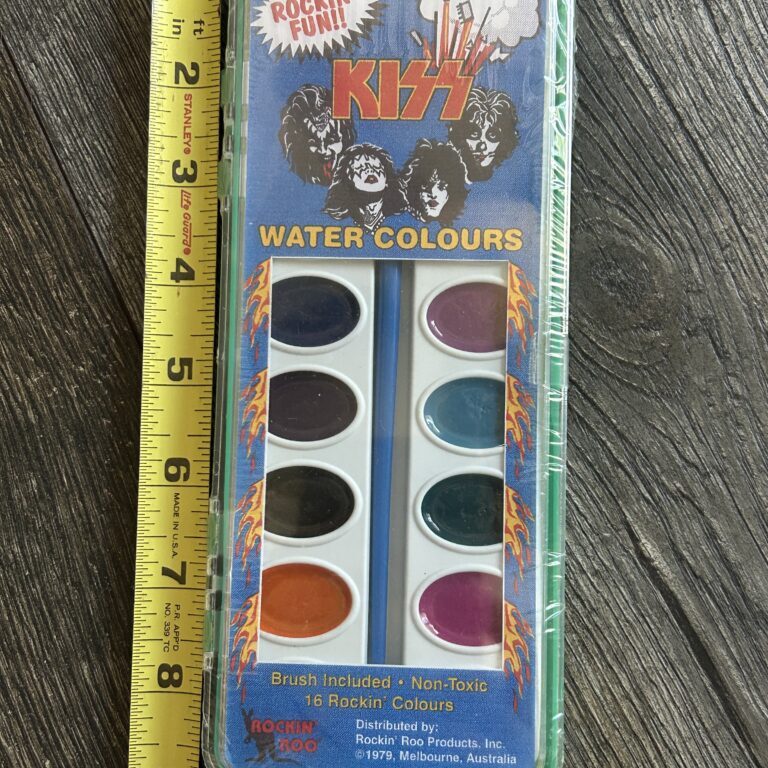 ROCKIN'
FUN!!
KISS
WATER COLOURS
Brush Included • Non-Toxic
16 Rockin' Colours
ROCKIN'
ROO
Distributed by:
Rockin' Roo Products, Inc.
©1979, Melbourne, Australia
ft
in
2
STANLEY®
3
Life Guard®
4
5
6
MADE IN U.S.A.
7
P.R. APP'D
NO. 339 TC
8